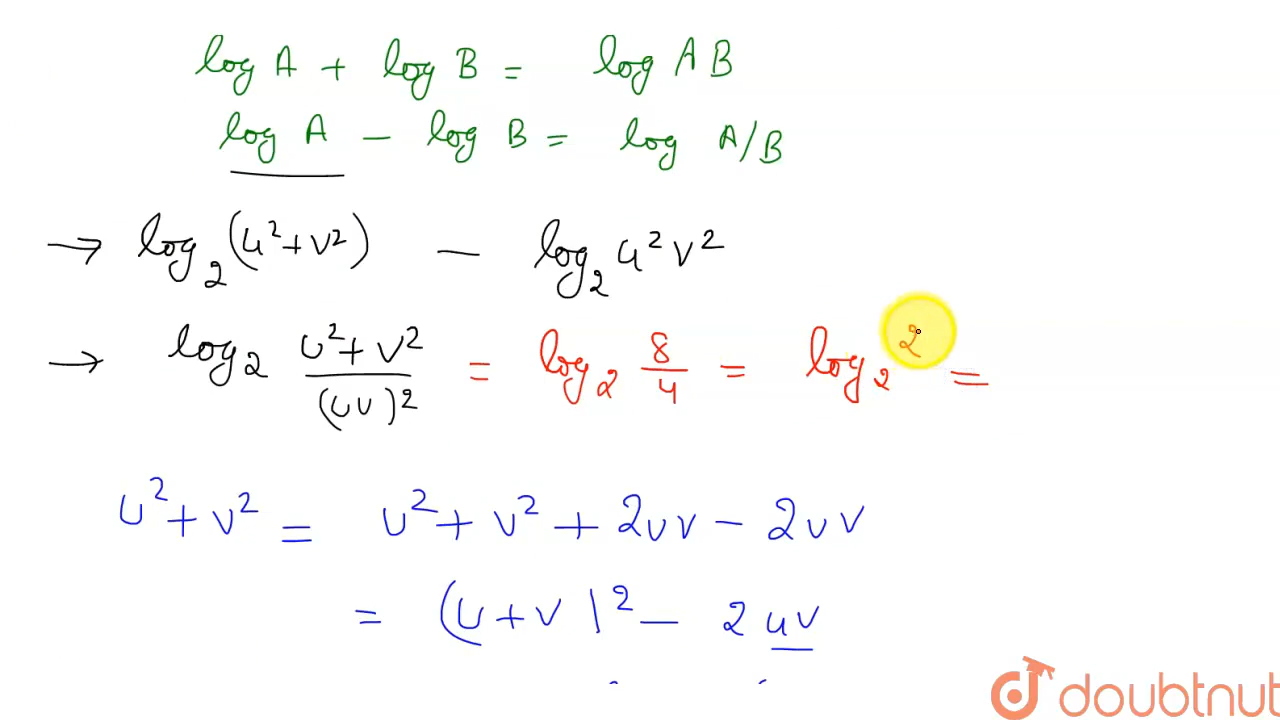 log A + log B = log AB
log A − log B = log A/B
→ log₂(u²+v²) − log₂ u²v²
→ log₂ u²+v²/(uv)² = log₂ 8/4 = log₂ 2 =
u²+v² = u²+v²+2uv−2uv
= (u+v)²−2uv
doubtnut